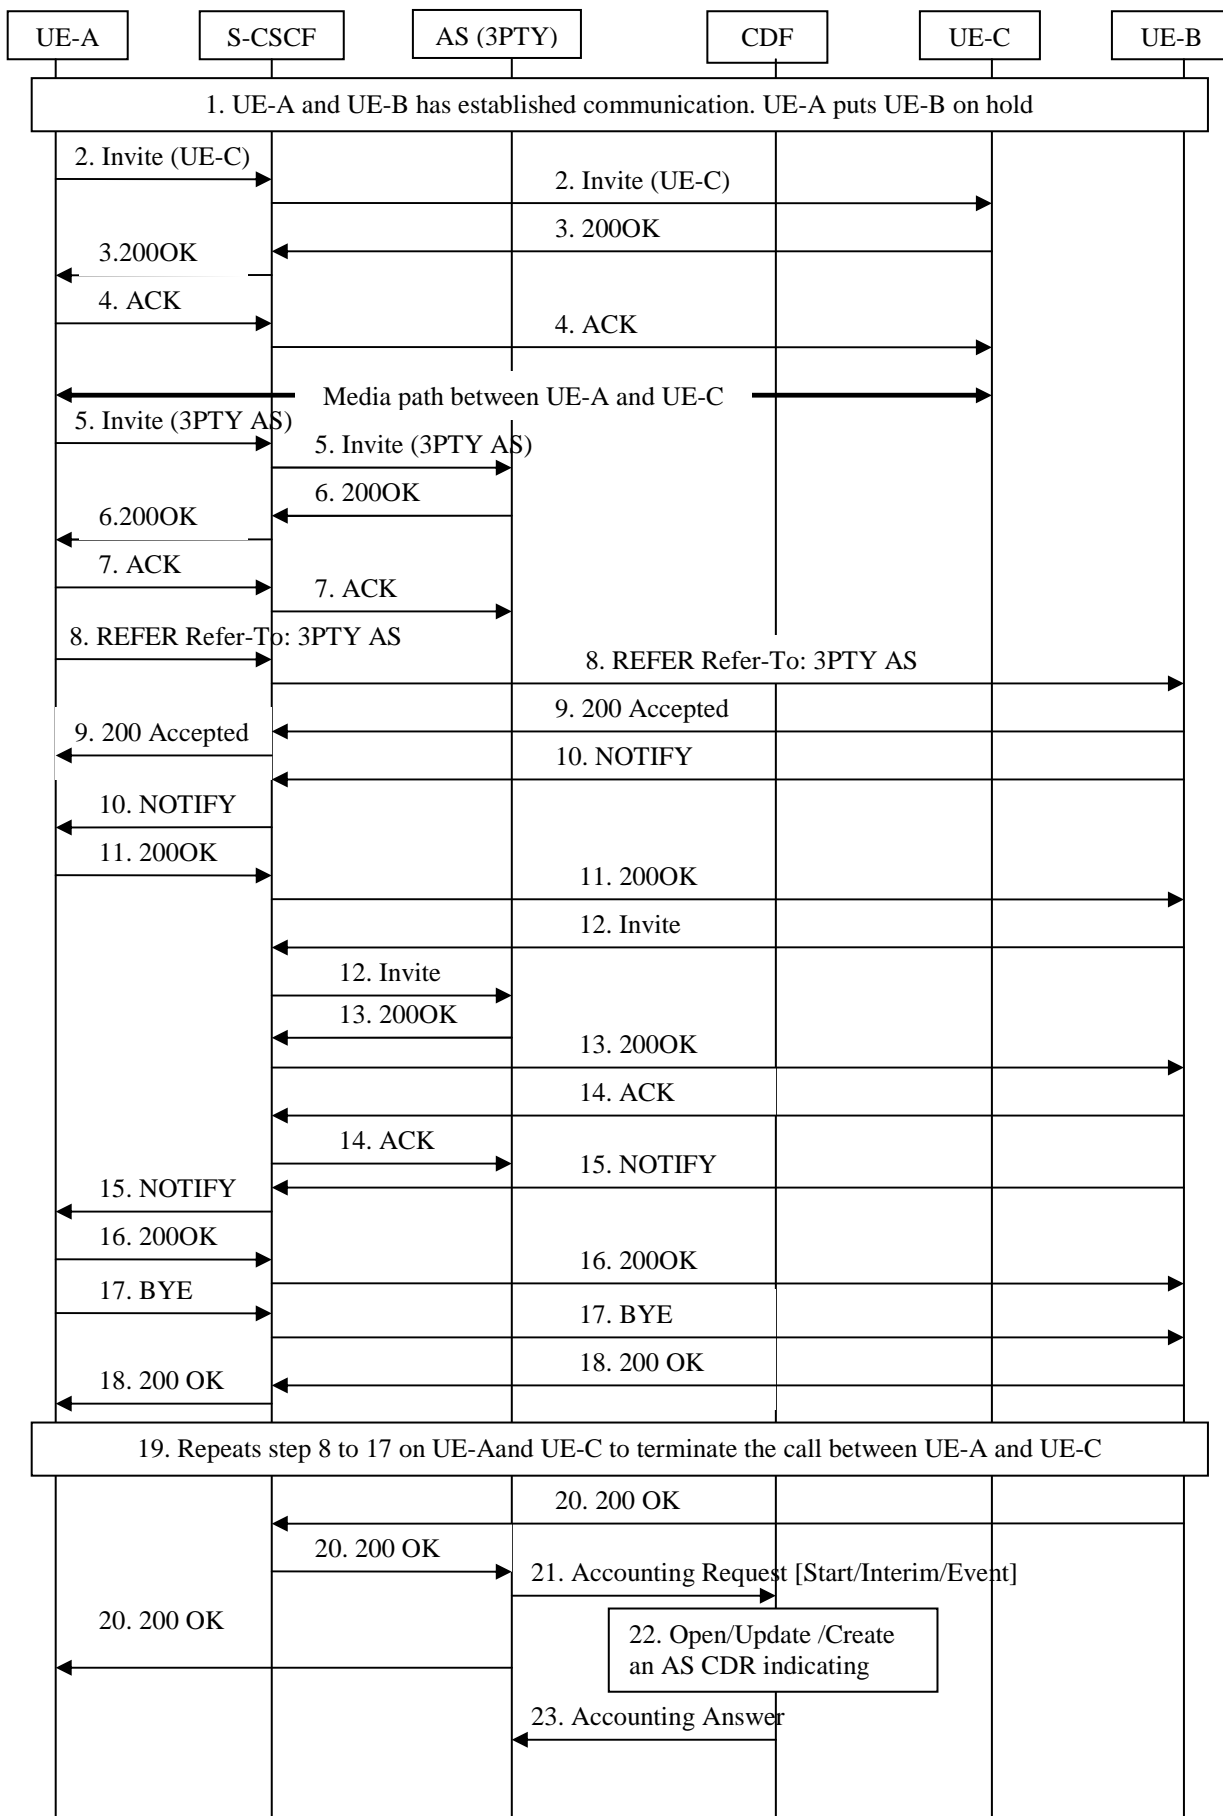 UE-A
S-CSCF
AS (3PTY)
CDF
UE-C
UE-B
1. UE-A and UE-B has established communication. UE-A puts UE-B on hold
2. Invite (UE-C)
2. Invite (UE-C)
3. 200OK
3.200OK
4. ACK
4. ACK
Media path between UE-A and UE-C
5. Invite (3PTY AS)
5. Invite (3PTY AS)
6. 200OK
6.200OK
7. ACK
7. ACK
8. REFER Refer-To: 3PTY AS
8. REFER Refer-To: 3PTY AS
9. 200 Accepted
9. 200 Accepted
10. NOTIFY
10. NOTIFY
11. 200OK
11. 200OK
12. Invite
12. Invite
13. 200OK
13. 200OK
14. ACK
14. ACK
15. NOTIFY
15. NOTIFY
16. 200OK
16. 200OK
17. BYE
17. BYE
18. 200 OK
18. 200 OK
19. Repeats step 8 to 17 on UE-Aand UE-C to terminate the call between UE-A and UE-C
20. 200 OK
20. 200 OK
21. Accounting Request [Start/Interim/Event]
20. 200 OK
22. Open/Update /Create
an AS CDR indicating
23. Accounting Answer